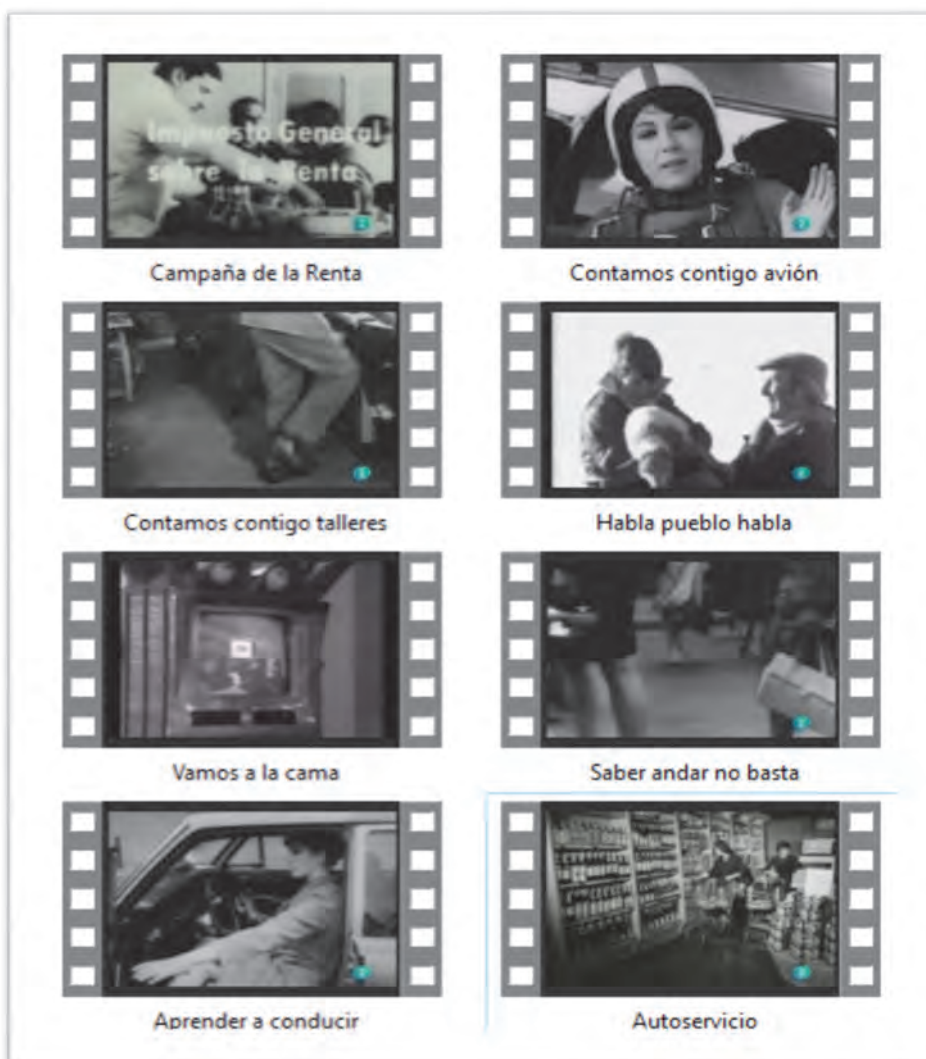 Impuesto General
sobre la Renta
Campaña de la Renta
Contamos contigo avión
Contamos contigo talleres
Habla pueblo habla
Vamos a la cama
Saber andar no basta
Aprender a conducir
Autoservicio